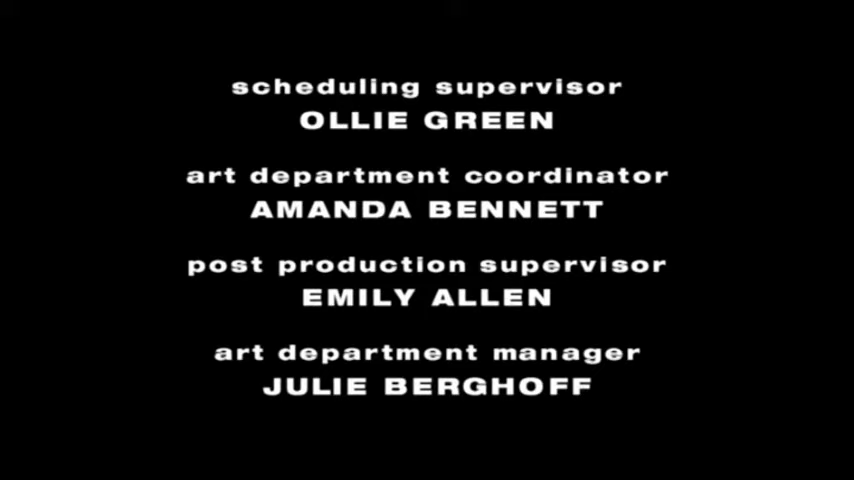 scheduling supervisor
OLLIE GREEN
art department coordinator
AMANDA BENNETT
post production supervisor
EMILY ALLEN
art department manager
JULIE BERGHOFF